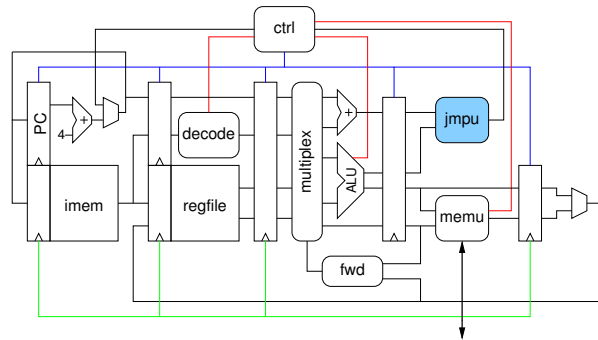 ctrl
PC
4
+
decode
multiplex
+
ALU
jmpu
imem
regfile
memu
fwd